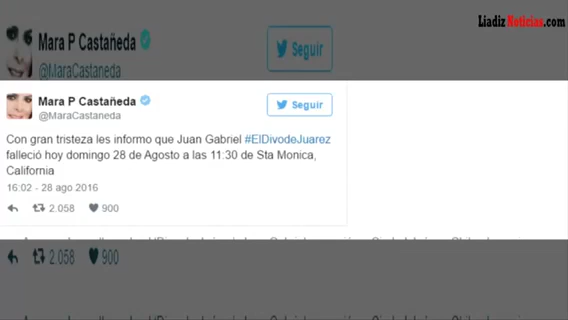 Liadiz Noticias.com
Mara P Castañeda
Seguir
@MaraCastaneda
Mara P Castañeda
Seguir
@MaraCastaneda
Con gran tristeza les informo que Juan Gabriel #ElDivodeJuarez
falleció hoy domingo 28 de Agosto a las 11:30 de Sta Monica,
California
16:02 - 28 ago 2016
2.058 900
2.058 900